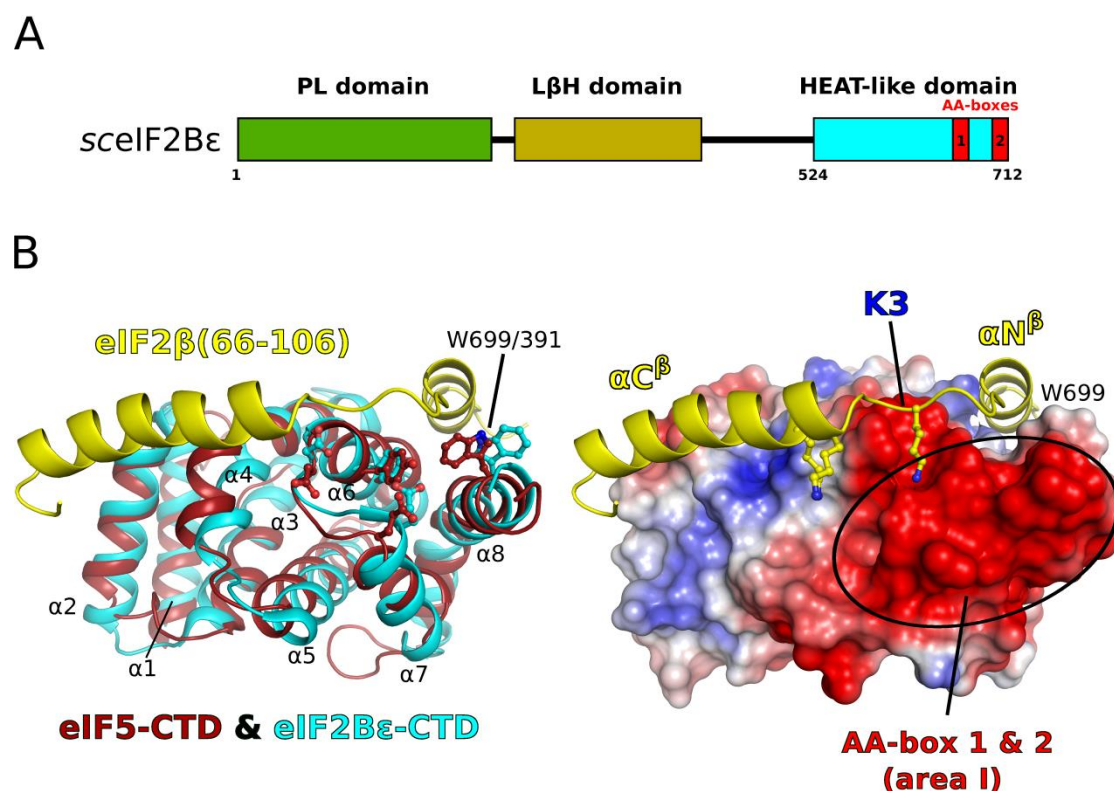 A
PL domain
LβH domain
HEAT-like domain
AA-boxes
sceIF2Bε
1
2
1
524
712
B
eIF2β(66-106)
W699/391
α4
α6
α3
α8
α2
α1
α5
α7
eIF5-CTD & eIF2Bε-CTD
K3
αNᵝ
αCᵝ
W699
AA-box 1 & 2
(area I)